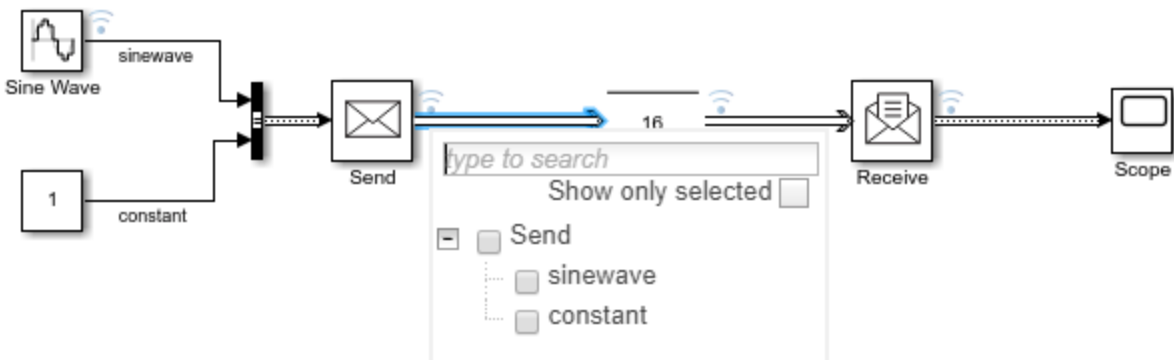 sinewave
Sine Wave
16
Send
Receive
Scope
1
constant
type to search
Show only selected
Send
sinewave
constant